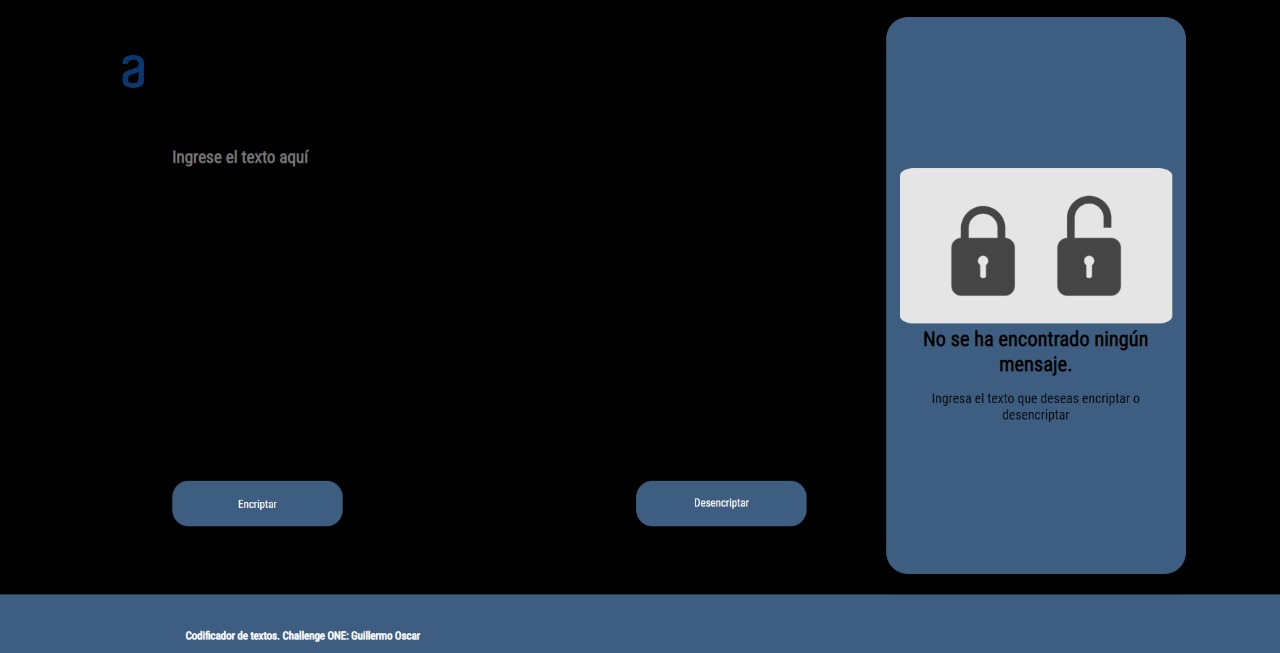 a
Ingrese el texto aquí
Encriptar
Desencriptar
No se ha encontrado ningún
mensaje.
Ingresa el texto que deseas encriptar o
desencriptar
Codificador de textos. Challenge ONE: Guillermo Oscar